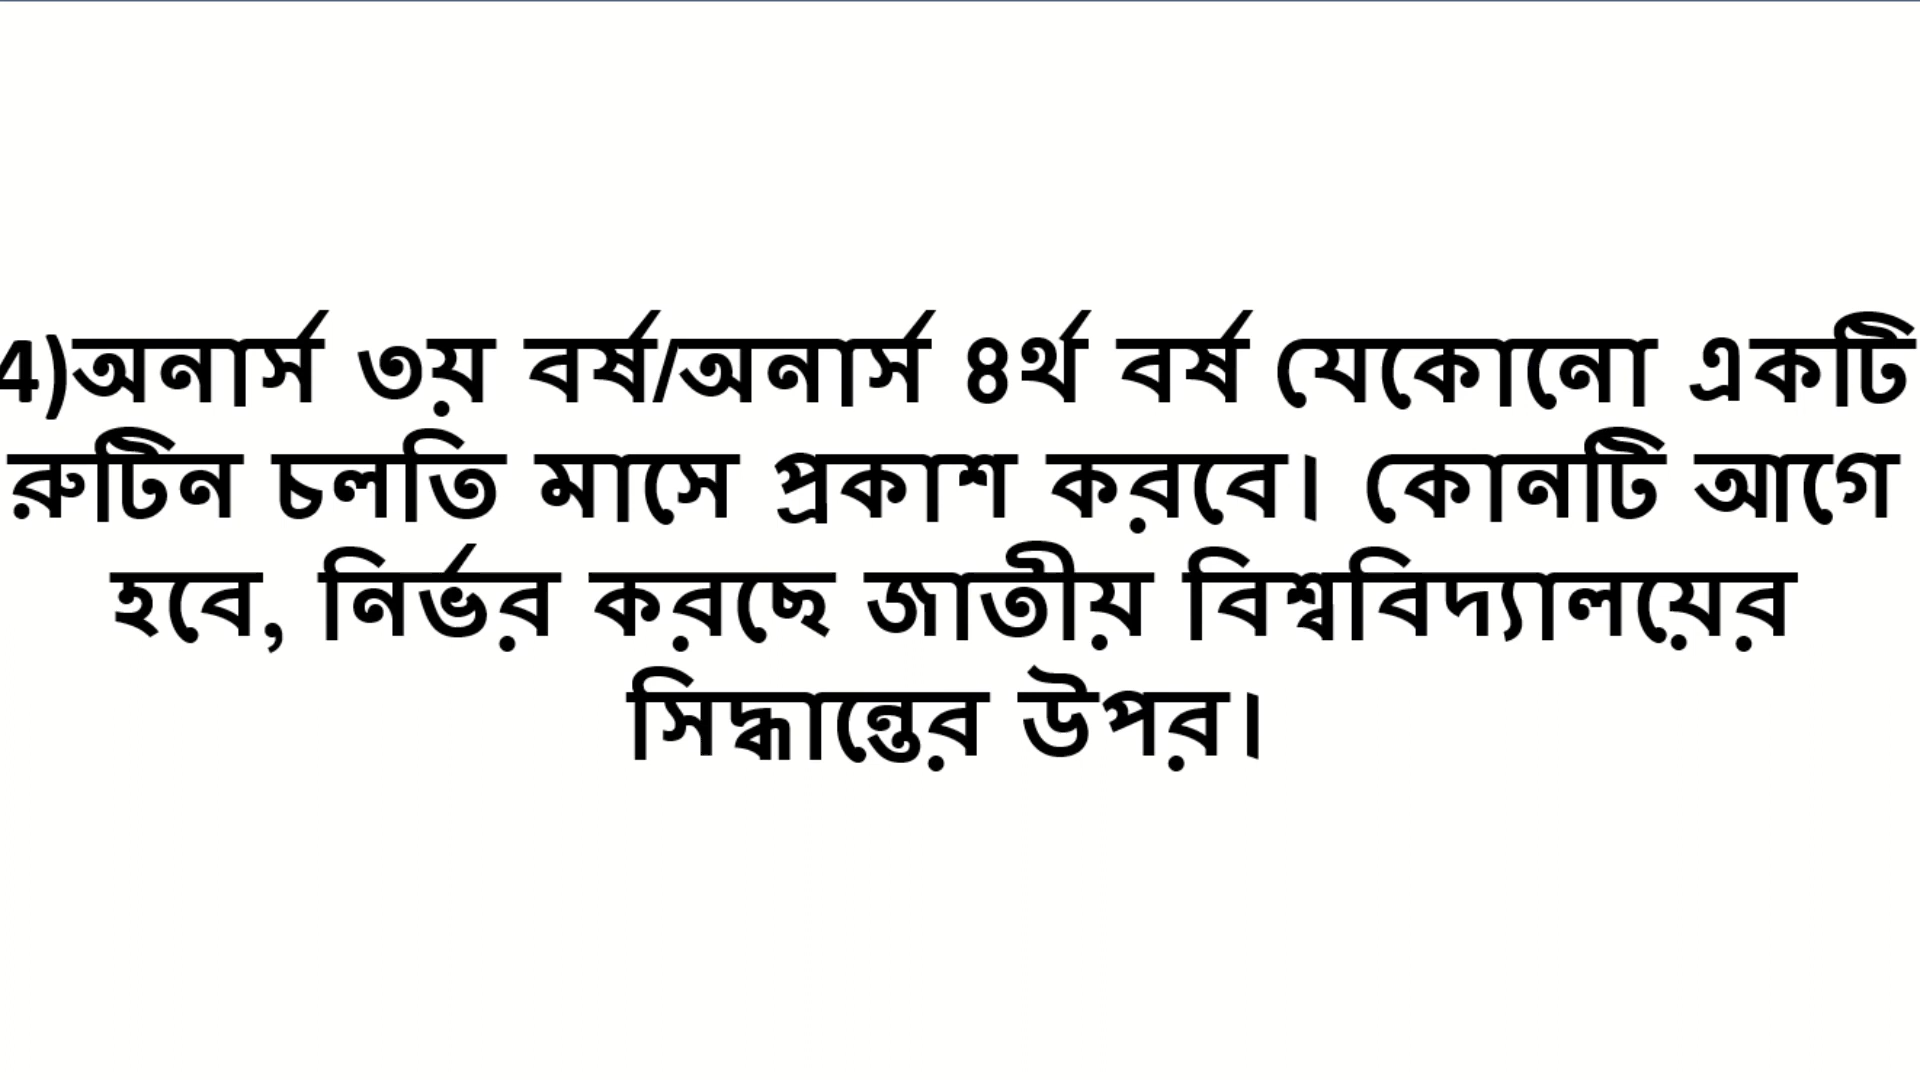 4)অনার্স ৩য় বর্ষ/অনার্স ৪র্থ বর্ষ যেকোনো একটি
রুটিন চলতি মাসে প্রকাশ করবে। কোনটি আগে
হবে, নির্ভর করছে জাতীয় বিশ্ববিদ্যালয়ের
সিদ্ধান্তের উপর।